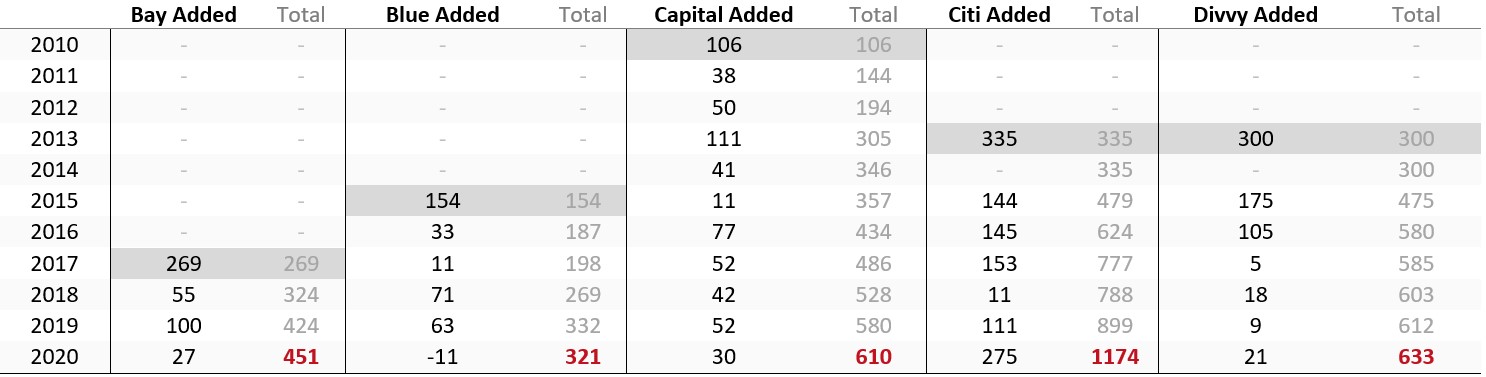 Bay Added Total Blue Added Total Capital Added Total Citi Added Total Divvy Added Total
2010 - - - - 106 106 - - - -
2011 - - - - 38 144 - - - -
2012 - - - - 50 194 - - - -
2013 - - - - 111 305 335 335 300 300
2014 - - - - 41 346 - 335 - 300
2015 - - 154 154 11 357 144 479 175 475
2016 - - 33 187 77 434 145 624 105 580
2017 269 269 11 198 52 486 153 777 5 585
2018 55 324 71 269 42 528 11 788 18 603
2019 100 424 63 332 52 580 111 899 9 612
2020 27 451 -11 321 30 610 275 1174 21 633